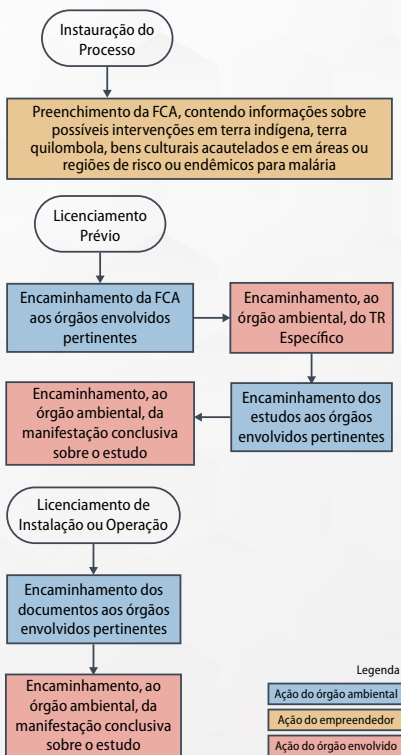 Instauração do
Processo
Preenchimento da FCA, contendo informações sobre
possíveis intervenções em terra indígena, terra
quilombola, bens culturais acautelados e em áreas ou
regiões de risco ou endêmicos para malária
Licenciamento
Prévio
Encaminhamento da FCA
aos órgãos envolvidos
pertinentes
Encaminhamento, ao
órgão ambiental, do TR
Específico
Encaminhamento, ao
órgão ambiental, da
manifestação conclusiva
sobre o estudo
Encaminhamento dos
estudos aos órgãos
envolvidos pertinentes
Licenciamento de
Instalação ou Operação
Encaminhamento dos
documentos aos órgãos
envolvidos pertinentes
Encaminhamento, ao
órgão ambiental, da
manifestação conclusiva
sobre o estudo
Legenda
Ação do órgão ambiental
Ação do empreendedor
Ação do órgão envolvido